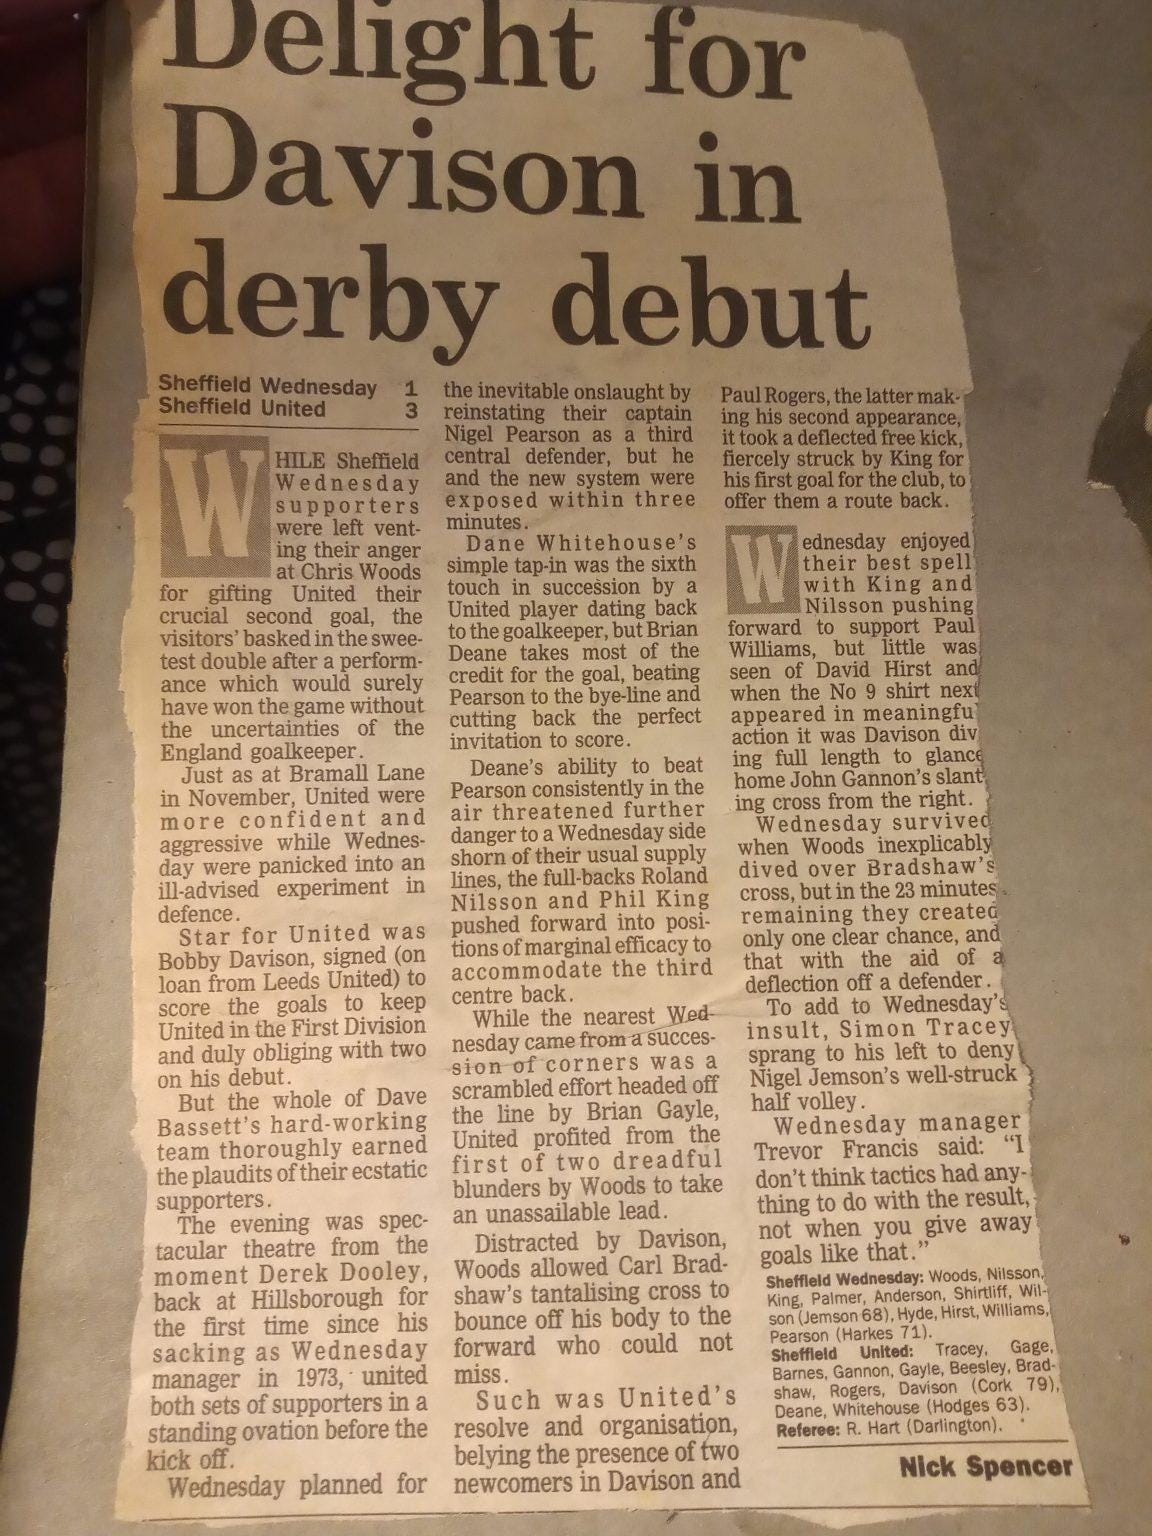 Delight for
Davison in
derby debut
Sheffield Wednesday 1
Sheffield United 3
WHILE Sheffield
Wednesday
supporters
were left vent-
ing their anger
at Chris Woods
for gifting United their
crucial second goal, the
visitors' basked in the swee-
test double after a perform-
ance which would surely
have won the game without
the uncertainties of the
England goalkeeper.
Just as at Bramall Lane
in November, United were
more confident and
aggressive while Wednes-
day were panicked into an
ill-advised experiment in
defence.
Star for United was
Bobby Davison, signed (on
loan from Leeds United) to
score the goals to keep
United in the First Division
and duly obliging with two
on his debut.
But the whole of Dave
Bassett's hard-working
team thoroughly earned
the plaudits of their ecstatic
supporters.
The evening was spec-
tacular theatre from the
moment Derek Dooley,
back at Hillsborough for
the first time since his
sacking as Wednesday
manager in 1973, united
both sets of supporters in a
standing ovation before the
kick off.
Wednesday planned for
the inevitable onslaught by
reinstating their captain
Nigel Pearson as a third
central defender, but he
and the new system were
exposed within three
minutes.
Dane Whitehouse's
simple tap-in was the sixth
touch in succession by a
United player dating back
to the goalkeeper, but Brian
Deane takes most of the
credit for the goal, beating
Pearson to the bye-line and
cutting back the perfect
invitation to score.
Deane's ability to beat
Pearson consistently in the
air threatened further
danger to a Wednesday side
shorn of their usual supply
lines, the full-backs Roland
Nilsson and Phil King
pushed forward into posi-
tions of marginal efficacy to
accommodate the third
centre back.
While the nearest Wed-
nesday came from a succes-
sion of corners was a
scrambled effort headed off
the line by Brian Gayle,
United profited from the
first of two dreadful
blunders by Woods to take
an unassailable lead.
Distracted by Davison,
Woods allowed Carl Brad-
shaw's tantalising cross to
bounce off his body to the
forward who could not
miss.
Such was United's
resolve and organisation,
belying the presence of two
newcomers in Davison and
Paul Rogers, the latter mak-
ing his second appearance,
it took a deflected free kick,
fiercely struck by King for
his first goal for the club, to
offer them a route back.
Wednesday enjoyed
their best spell
with King and
Nilsson pushing
forward to support Paul
Williams, but little was
seen of David Hirst and
when the No 9 shirt next
appeared in meaningfu
action it was Davison div
ing full length to glance
home John Gannon's slant
ing cross from the right.
Wednesday survived
when Woods inexplicably
dived over Bradshaw's
cross, but in the 23 minutes
remaining they created
only one clear chance, and
that with the aid of a
deflection off a defender.
To add to Wednesday's
insult, Simon Tracey
sprang to his left to deny
Nigel Jemson's well-struck
half volley.
Wednesday manager
Trevor Francis said: "I
don't think tactics had any-
thing to do with the result,
not when you give away
goals like that."
Sheffield Wednesday: Woods, Nilsson,
King, Palmer, Anderson, Shirtliff, Wil-
son (Jemson 68), Hyde, Hirst, Williams,
Pearson (Harkes 71).
Sheffield United: Tracey, Gage,
Barnes, Gannon, Gayle, Beesley, Brad-
shaw, Rogers, Davison (Cork 79),
Deane, Whitehouse (Hodges 63).
Referee: R. Hart (Darlington).
Nick Spencer